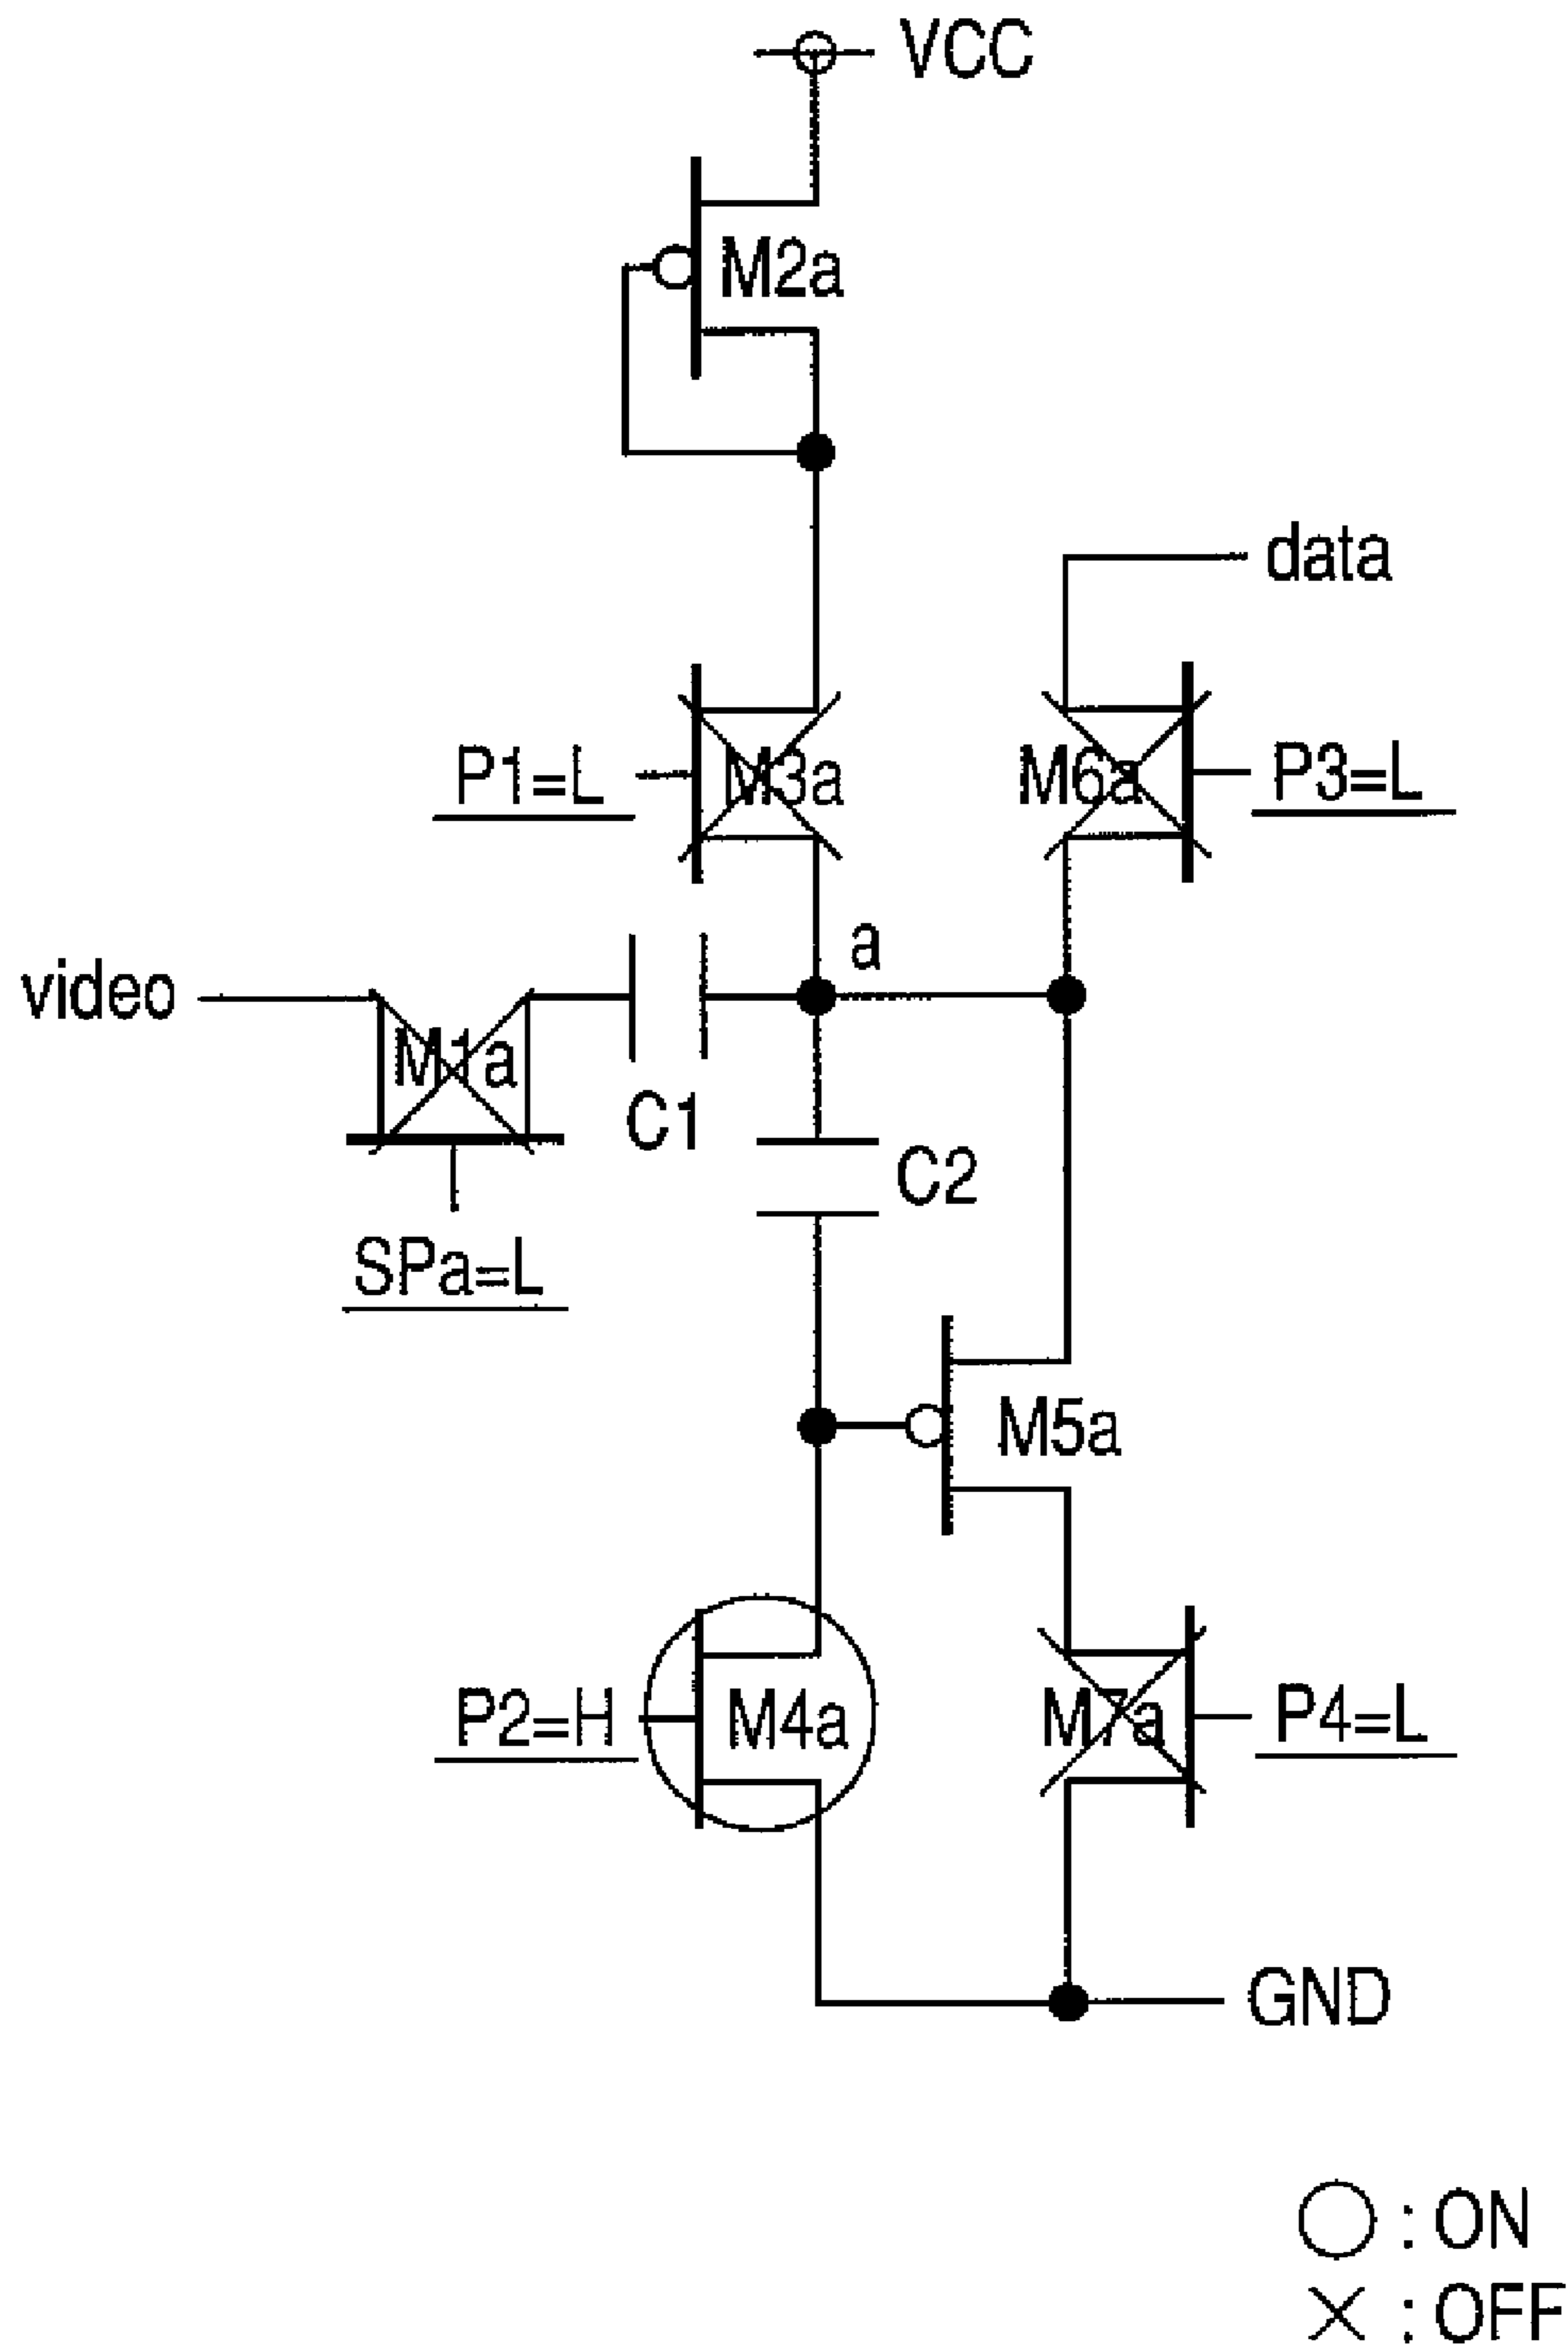 VCC
M2a
data
P1=L
M3a
M6a
P3=L
a
video
M1a
C1
C2
SPa=L
M5a
P2=H
M4a
M7a
P4=L
GND
: ON
: OFF